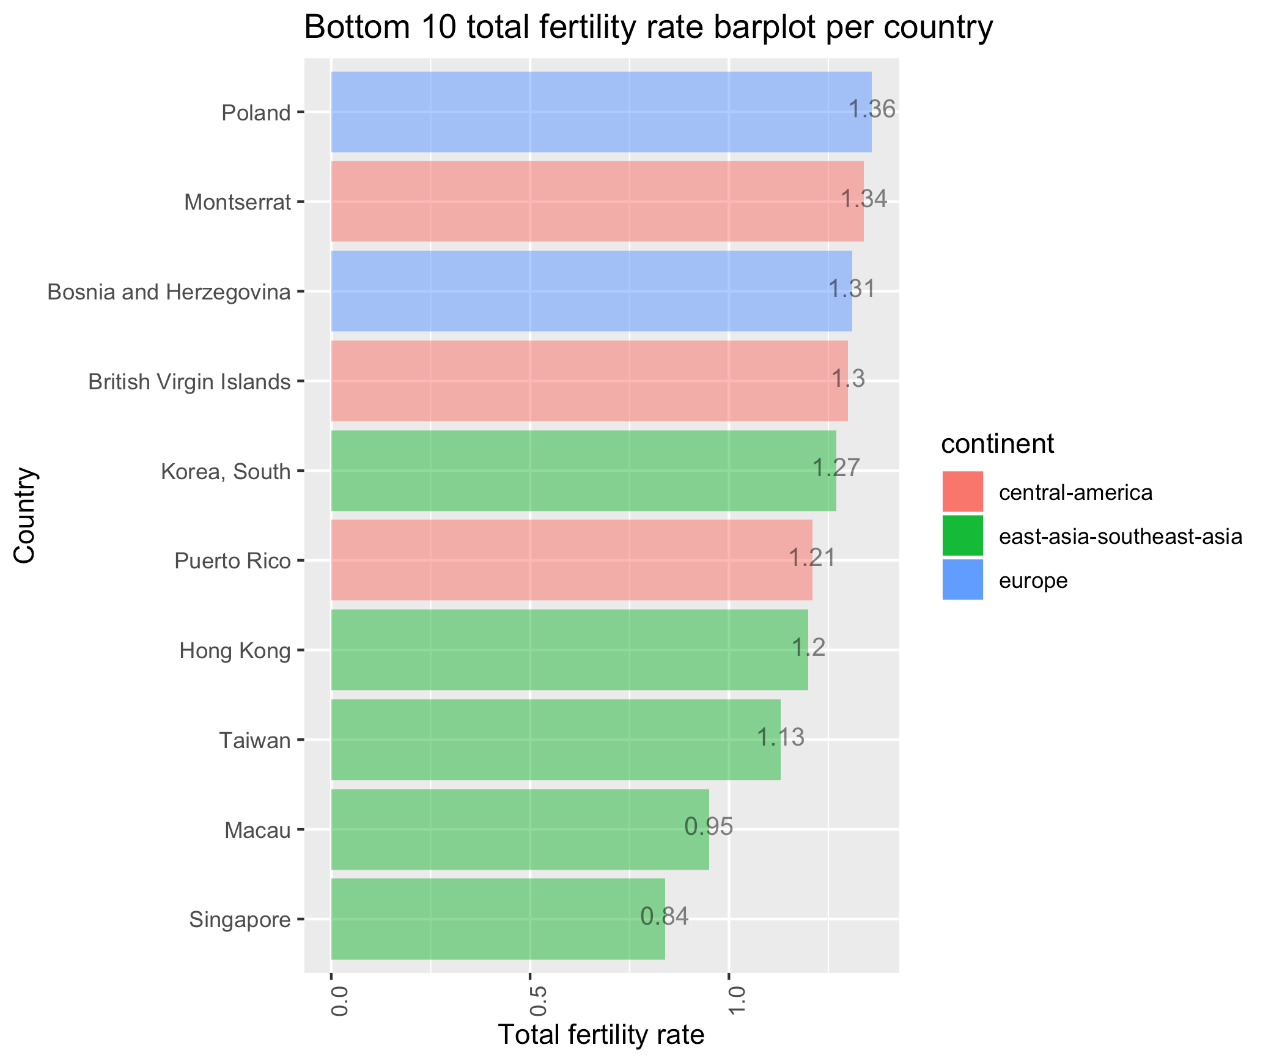 Bottom 10 total fertility rate barplot per country
Poland
1.36
Montserrat
1.34
Bosnia and Herzegovina
1.31
British Virgin Islands
1.3
Korea, South
1.27
Puerto Rico
1.21
Hong Kong
1.2
Taiwan
1.13
Macau
0.95
Singapore
0.84
Country
0.0
0.5
1.0
Total fertility rate
continent
central-america
east-asia-southeast-asia
europe